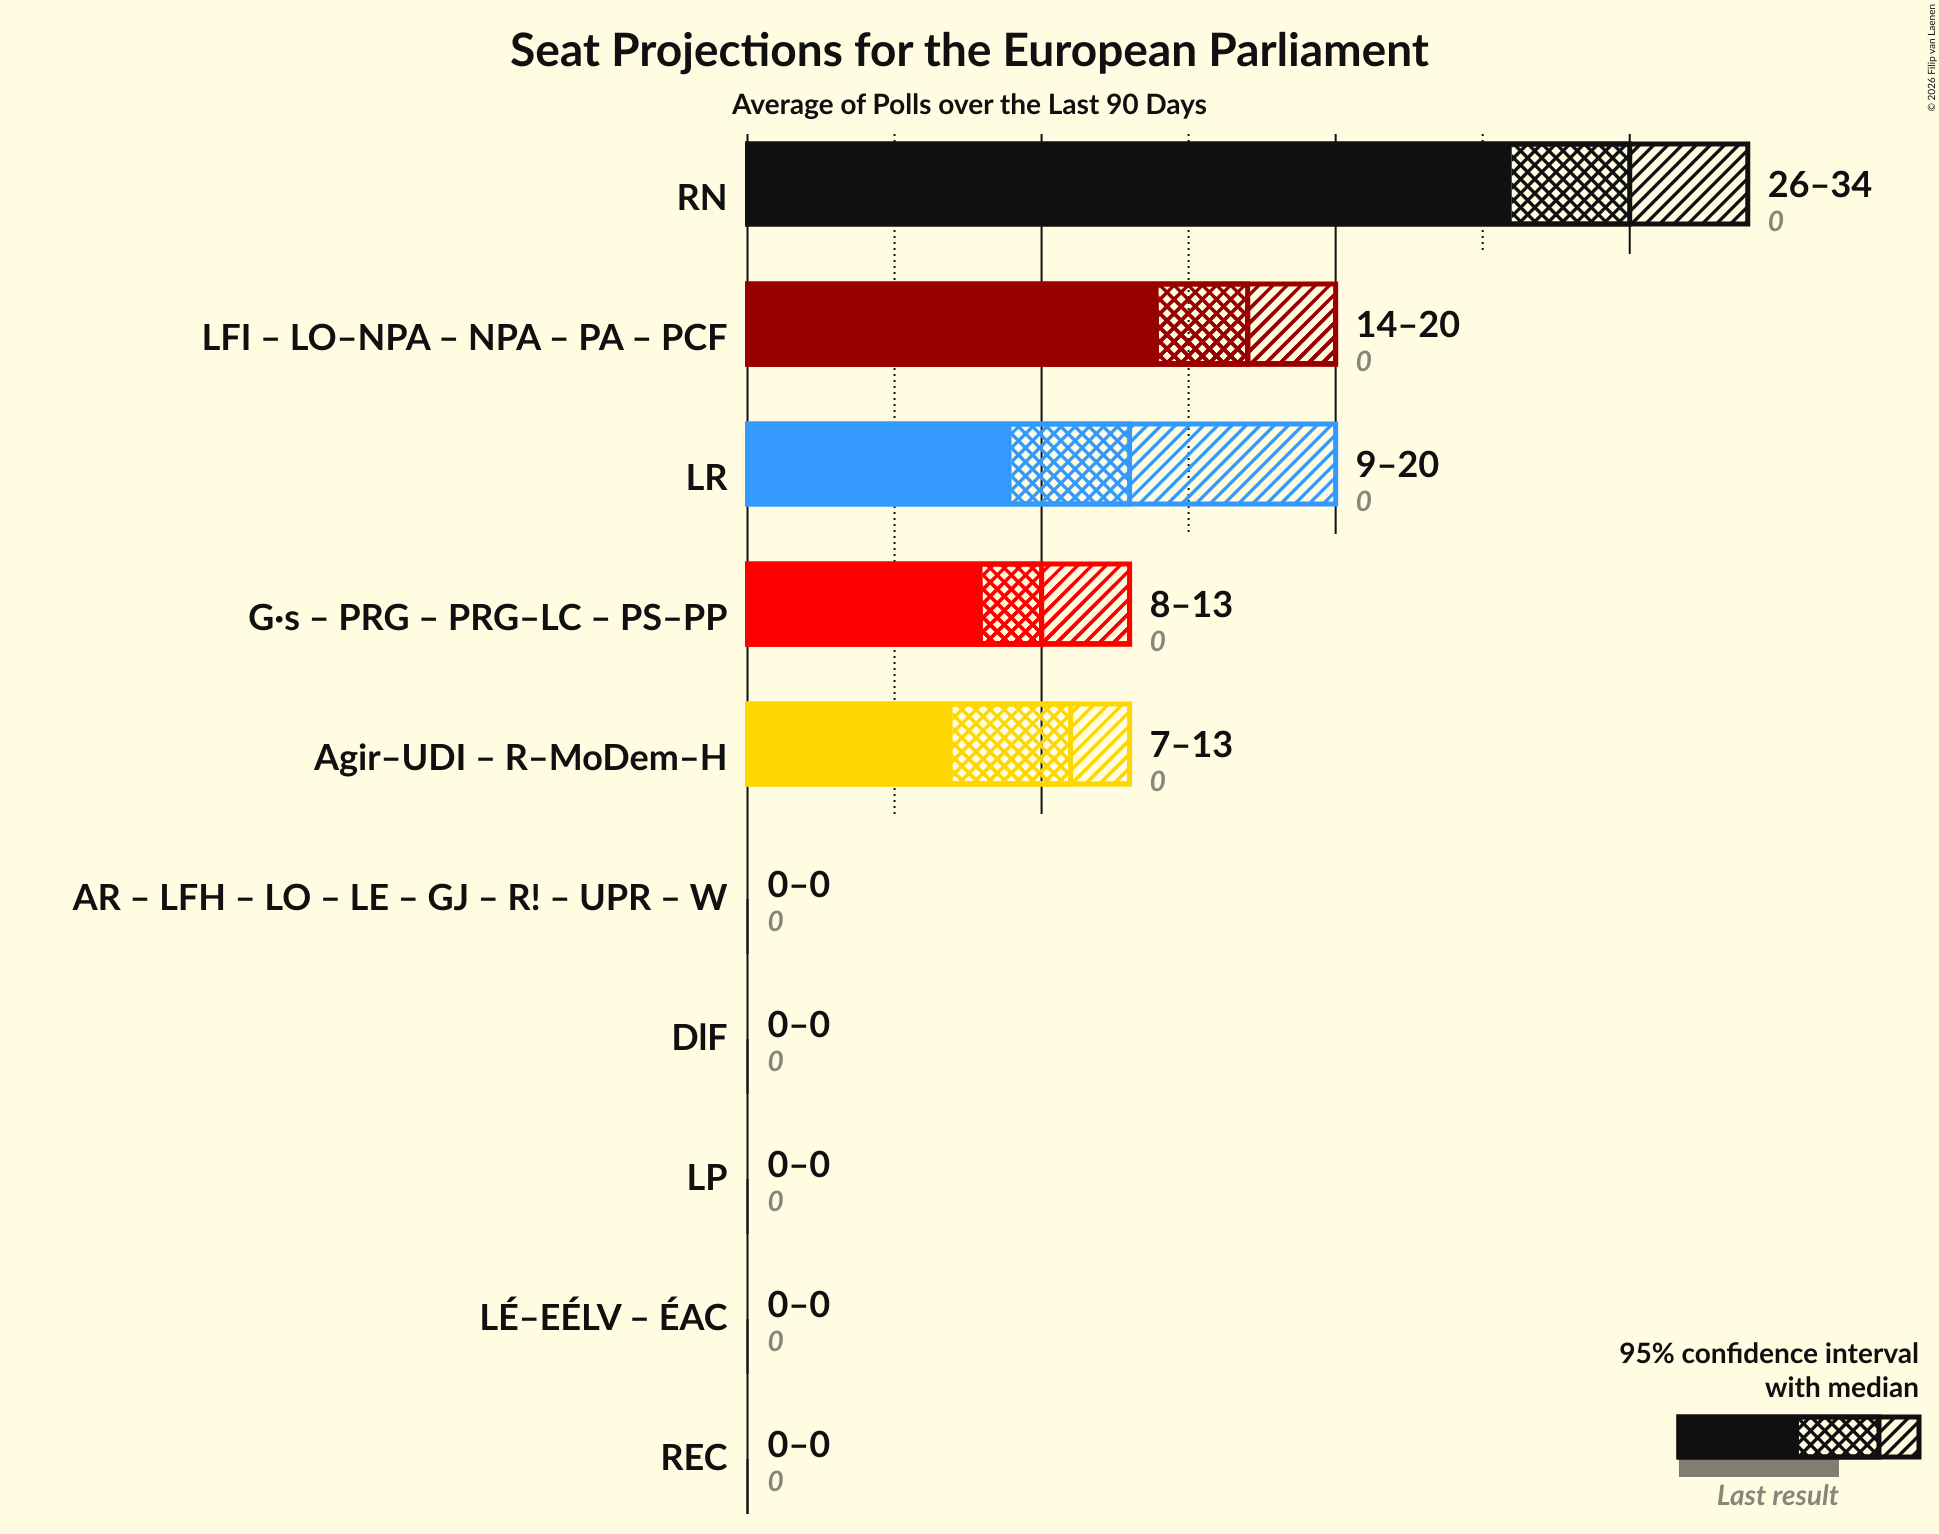 Seat Projections for the European Parliament
Average of Polls over the Last 90 Days
© 2026 Filip van Laenen
RN
26–34
0
LFI – LO–NPA – NPA – PA – PCF
14–20
0
LR
9–20
0
G·s – PRG – PRG–LC – PS–PP
8–13
0
Agir–UDI – R–MoDem–H
7–13
0
AR – LFH – LO – LE – GJ – R! – UPR – W
0–0
0
DlF
0–0
0
LP
0–0
0
LÉ–EÉLV – ÉAC
0–0
0
REC
0–0
0
95% confidence interval
with median
Last result